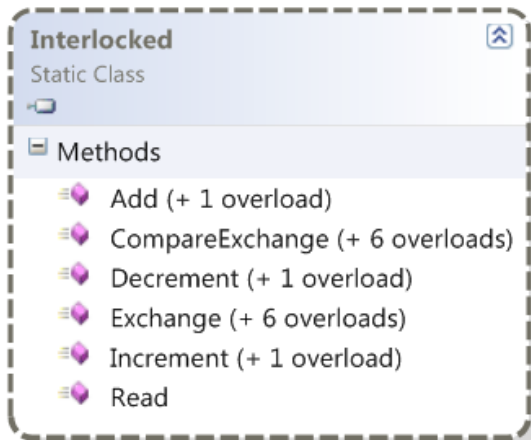 Interlocked
Static Class
Methods
Add (+ 1 overload)
CompareExchange (+ 6 overloads)
Decrement (+ 1 overload)
Exchange (+ 6 overloads)
Increment (+ 1 overload)
Read